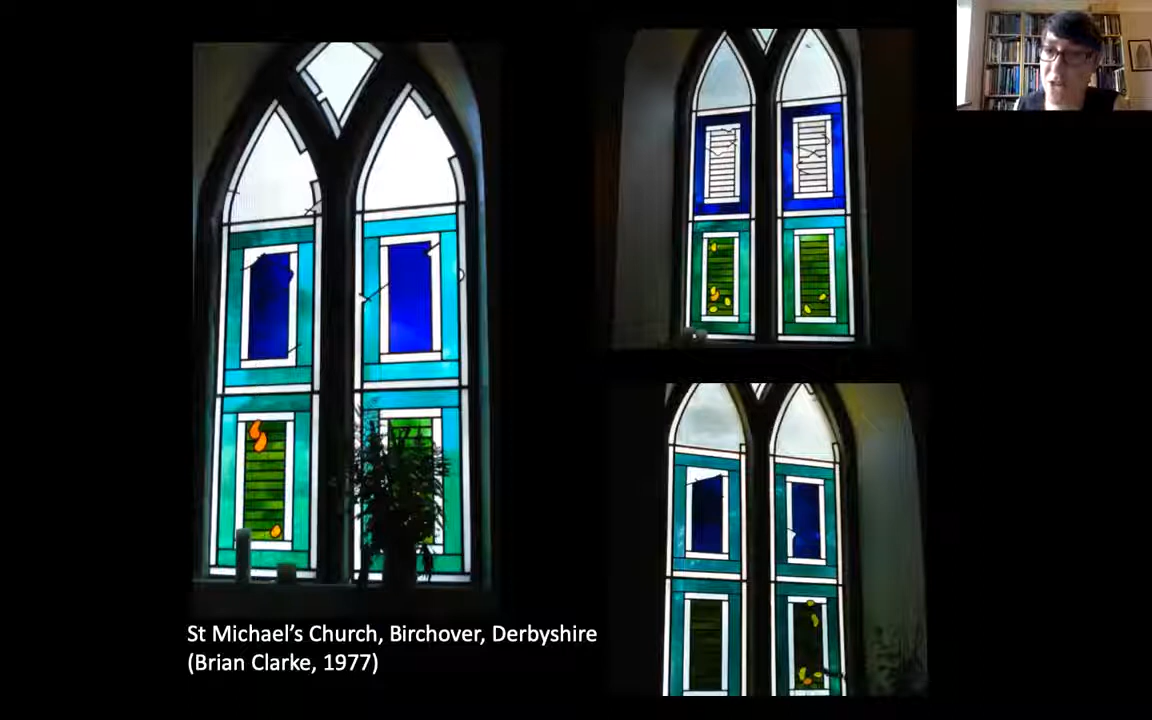 St Michael’s Church, Birchover, Derbyshire
(Brian Clarke, 1977)